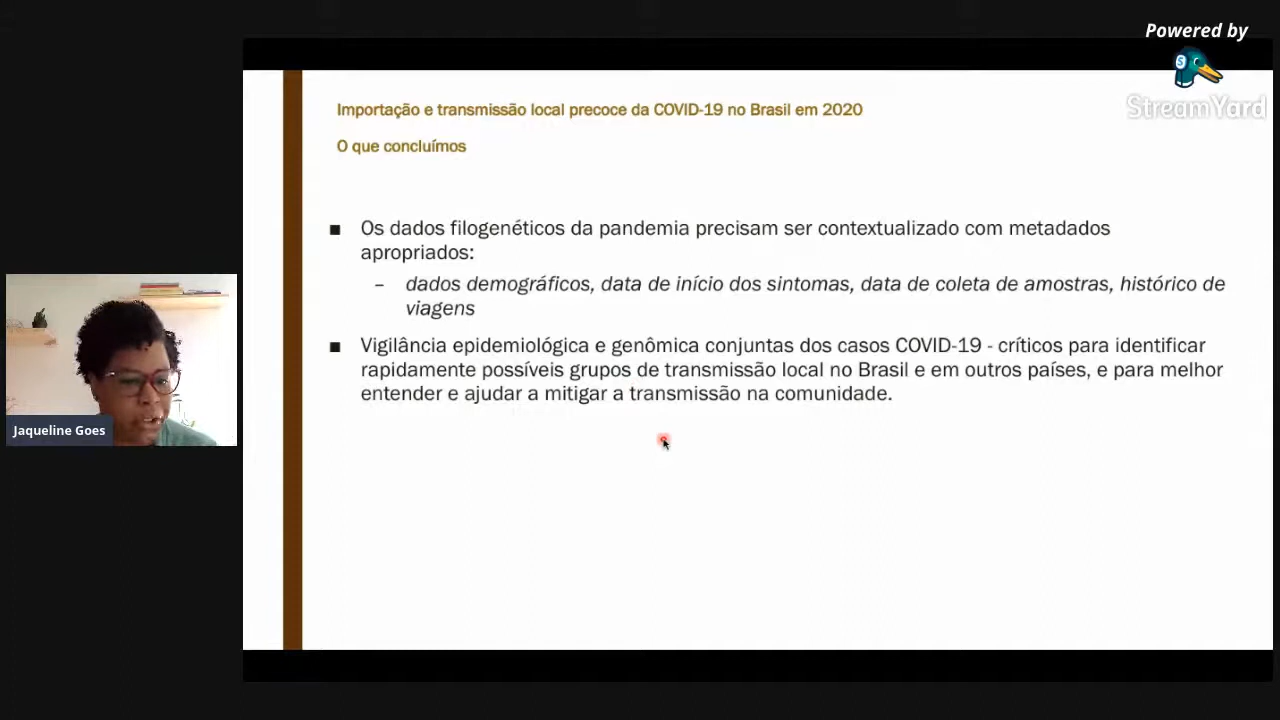 Powered by
StreamYard
Importação e transmissão local precoce da COVID-19 no Brasil em 2020
O que concluímos
■ Os dados filogenéticos da pandemia precisam ser contextualizado com metadados
apropriados:
– dados demográficos, data de início dos sintomas, data de coleta de amostras, histórico de
viagens
■ Vigilância epidemiológica e genômica conjuntas dos casos COVID-19 - críticos para identificar
rapidamente possíveis grupos de transmissão local no Brasil e em outros países, e para melhor
entender e ajudar a mitigar a transmissão na comunidade.
Jaqueline Goes